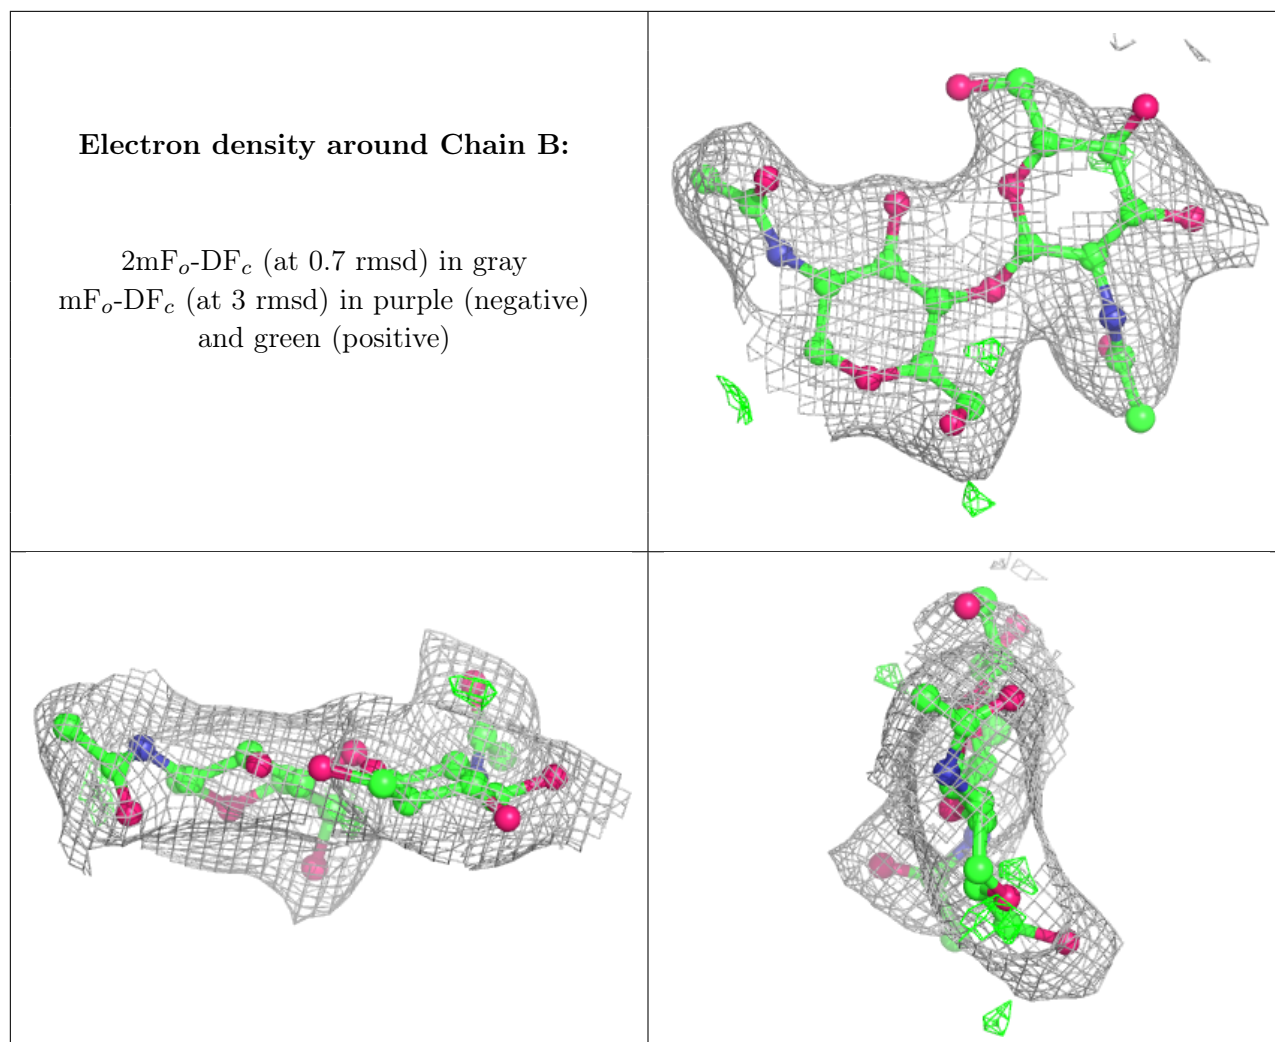 Electron density around Chain B:
2mFo-DFc (at 0.7 rmsd) in gray
mFo-DFc (at 3 rmsd) in purple (negative)
and green (positive)